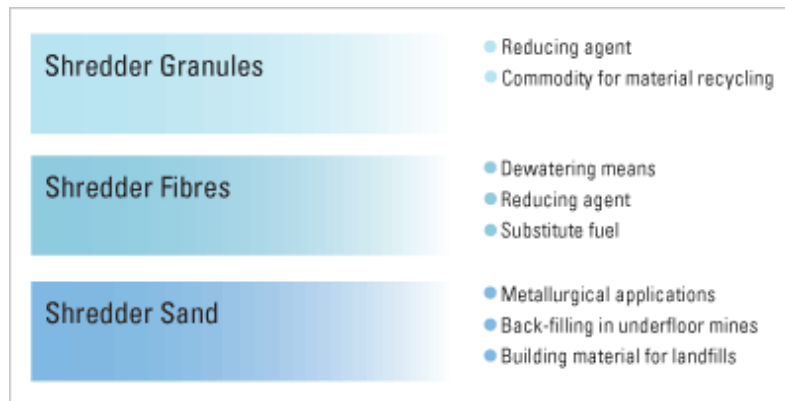 Shredder Granules
Reducing agent
Commodity for material recycling
Shredder Fibres
Dewatering means
Reducing agent
Substitute fuel
Shredder Sand
Metallurgical applications
Back-filling in underfloor mines
Building material for landfills